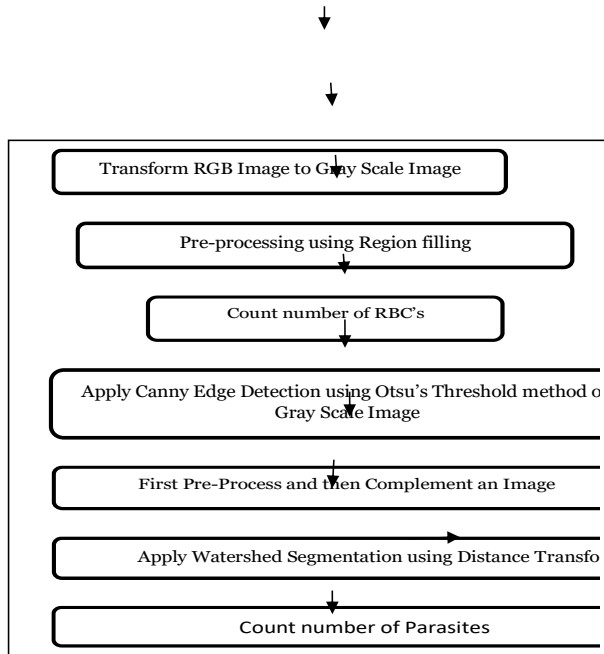 Transform RGB Image to Gray Scale Image
Pre-processing using Region filling
Count number of RBC's
Apply Canny Edge Detection using Otsu's Threshold method
Gray Scale Image
First Pre-Process and then Complement an Image
Apply Watershed Segmentation using Distance
Count number of Parasites